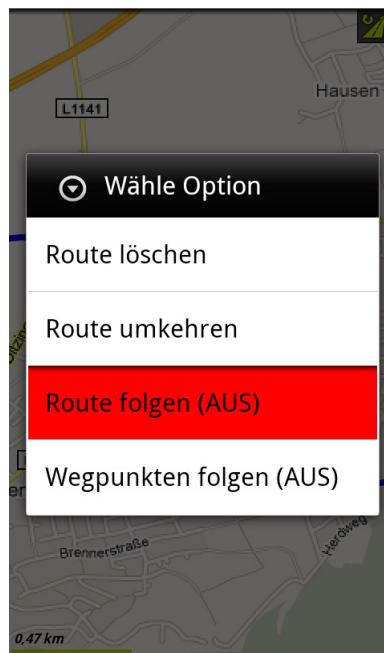 Hausen
L1141
Wähle Option
Route löschen
Route umkehren
Route folgen (AUS)
Wegpunkten folgen (AUS)
Brennerstraße
Herdweg
0,47 km